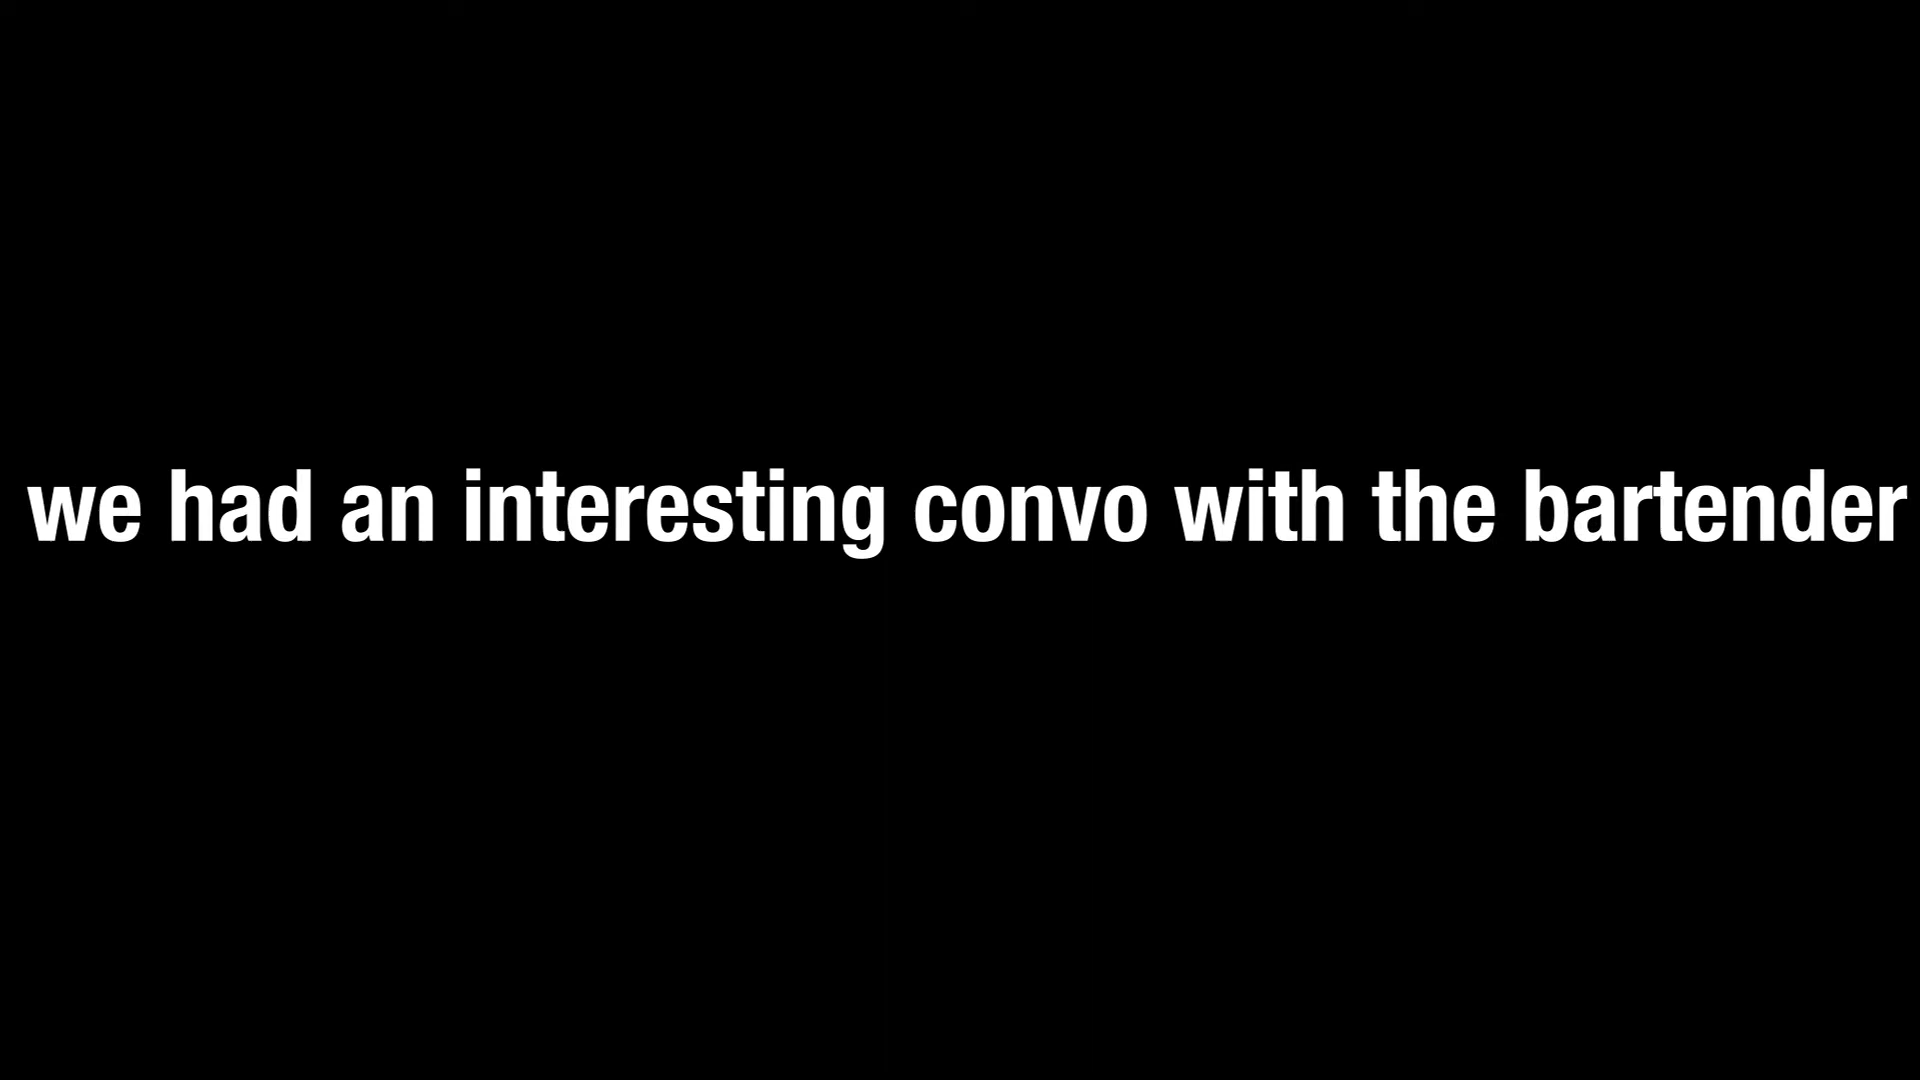 we had an interesting convo with the bartender